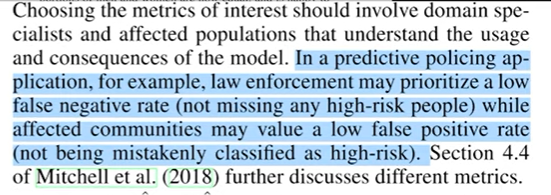 Choosing the metrics of interest should involve domain spe-
cialists and affected populations that understand the usage
and consequences of the model. In a predictive policing ap-
plication, for example, law enforcement may prioritize a low
false negative rate (not missing any high-risk people) while
affected communities may value a low false positive rate
(not being mistakenly classified as high-risk). Section 4.4
of Mitchell et al. (2018) further discusses different metrics.